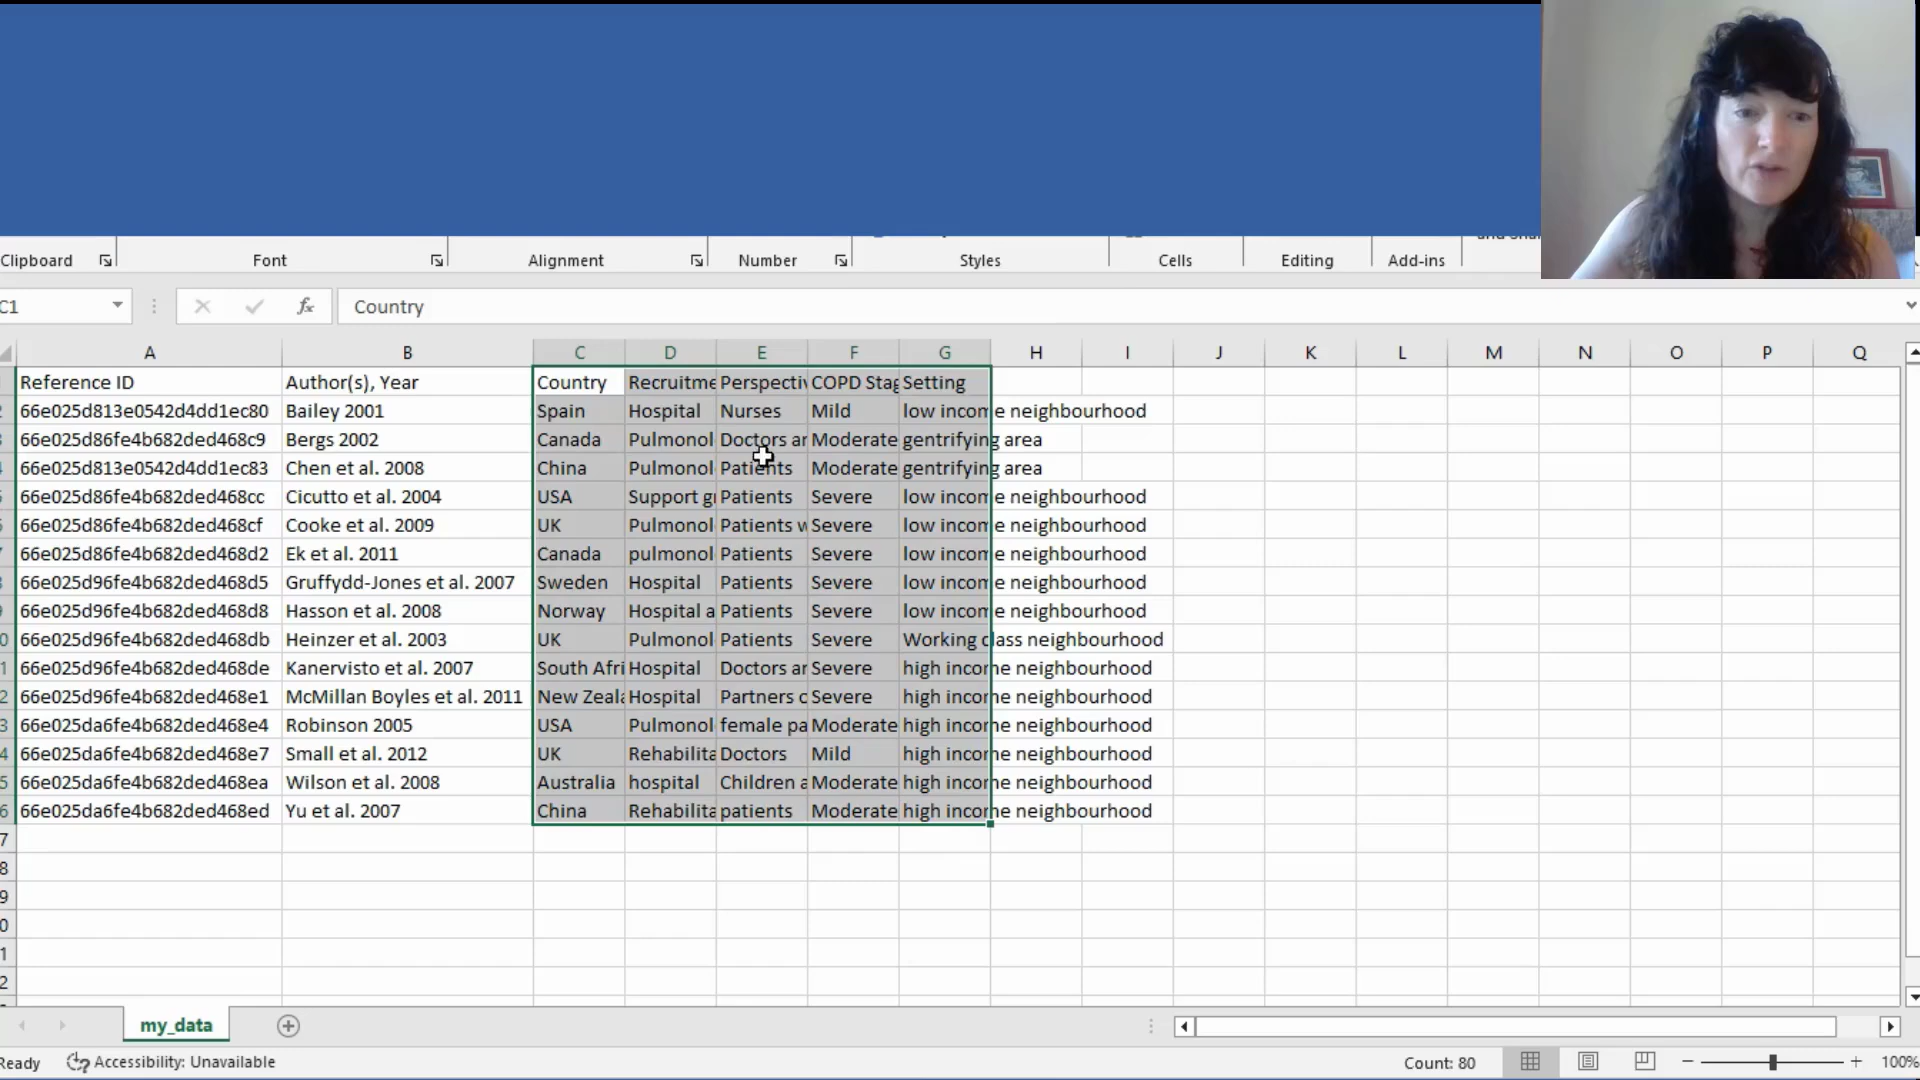 Clipboard Font Alignment Number Styles Cells Editing Add-ins
C1 fx Country
A B C D E F G H I J K L M N O P Q
Reference ID Author(s), Year Country Recruitme Perspectiv COPD Stag Setting
66e025d813e0542d4dd1ec80 Bailey 2001 Spain Hospital Nurses Mild low income neighbourhood
66e025d86fe4b682ded468c9 Bergs 2002 Canada Pulmonol Doctors ar Moderate gentrifying area
66e025d813e0542d4dd1ec83 Chen et al. 2008 China Pulmonol Patients Moderate gentrifying area
66e025d86fe4b682ded468cc Cicutto et al. 2004 USA Support gr Patients Severe low income neighbourhood
66e025d86fe4b682ded468cf Cooke et al. 2009 UK Pulmonol Patients w Severe low income neighbourhood
66e025d86fe4b682ded468d2 Ek et al. 2011 Canada pulmonol Patients Severe low income neighbourhood
66e025d96fe4b682ded468d5 Gruffydd-Jones et al. 2007 Sweden Hospital Patients Severe low income neighbourhood
66e025d96fe4b682ded468d8 Hasson et al. 2008 Norway Hospital a Patients Severe low income neighbourhood
66e025d96fe4b682ded468db Heinzer et al. 2003 UK Pulmonol Patients Severe Working class neighbourhood
66e025d96fe4b682ded468de Kanervisto et al. 2007 South Afri Hospital Doctors ar Severe high income neighbourhood
66e025d96fe4b682ded468e1 McMillan Boyles et al. 2011 New Zeala Hospital Partners o Severe high income neighbourhood
66e025da6fe4b682ded468e4 Robinson 2005 USA Pulmonol female pa Moderate high income neighbourhood
66e025da6fe4b682ded468e7 Small et al. 2012 UK Rehabilita Doctors Mild high income neighbourhood
66e025da6fe4b682ded468ea Wilson et al. 2008 Australia hospital Children a Moderate high income neighbourhood
66e025da6fe4b682ded468ed Yu et al. 2007 China Rehabilita patients Moderate high income neighbourhood
my_data
Ready Accessibility: Unavailable Count: 80 100%